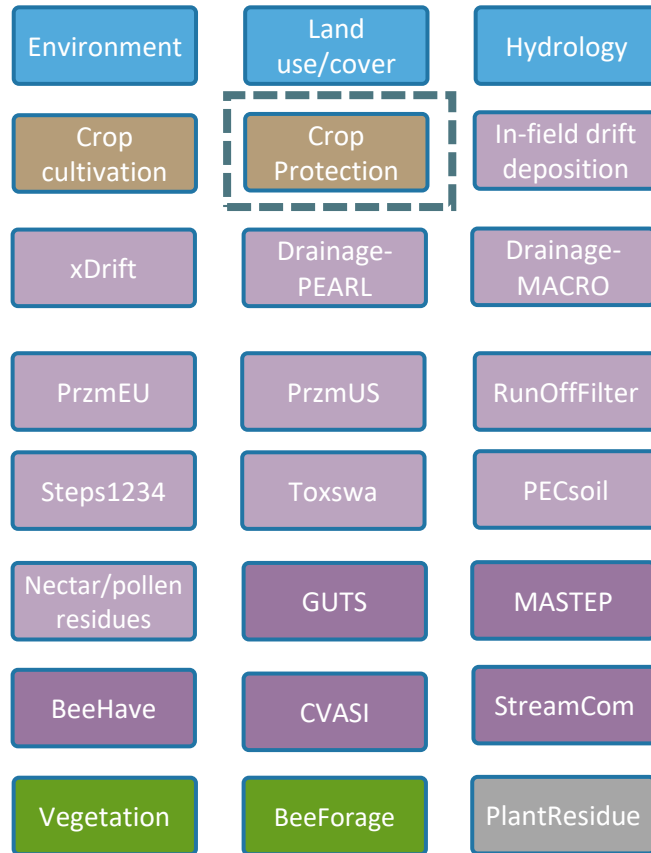 Environment
Land
use/cover
Hydrology
Crop
cultivation
Crop
Protection
In-field drift
deposition
xDrift
Drainage-
PEARL
Drainage-
MACRO
PrzmEU
PrzmUS
RunOffFilter
Steps1234
Toxswa
PECsoil
Nectar/pollen
residues
GUTS
MASTEP
BeeHave
CVASI
StreamCom
Vegetation
BeeForage
PlantResidue